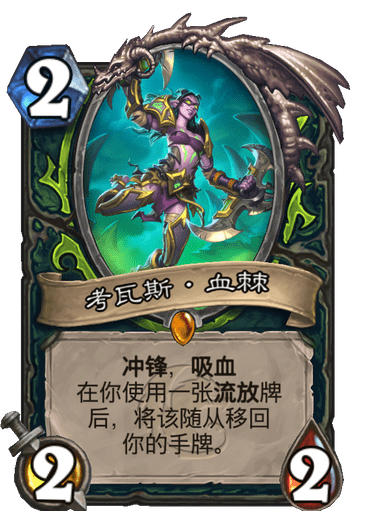 2
考瓦斯·血棘
冲锋，吸血
在你使用一张流放牌
后，将该随从移回
你的手牌。
2
2